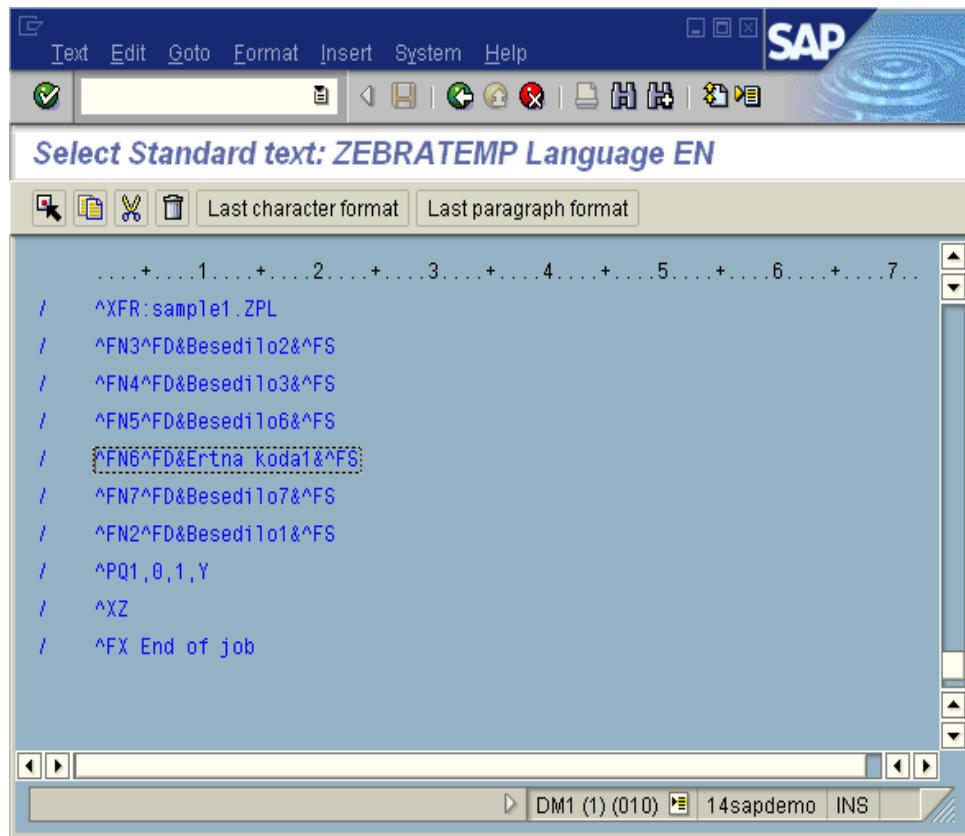 Text Edit Goto Format Insert System Help
SAP
Select Standard text: ZEBRATEMP Language EN
Last character format Last paragraph format
....+....1....+....2....+....3....+....4....+....5....+....6....+....7..
/ ^XFR:sample1.ZPL
/ ^FN3^FD&Besedilo2&^FS
/ ^FN4^FD&Besedilo3&^FS
/ ^FN5^FD&Besedilo6&^FS
/ ^FN6^FD&Ertna koda1&^FS
/ ^FN7^FD&Besedilo7&^FS
/ ^FN2^FD&Besedilo1&^FS
/ ^PQ1,0,1,Y
/ ^XZ
/ ^FX End of job
DM1 (1) (010) 14sapdemo INS